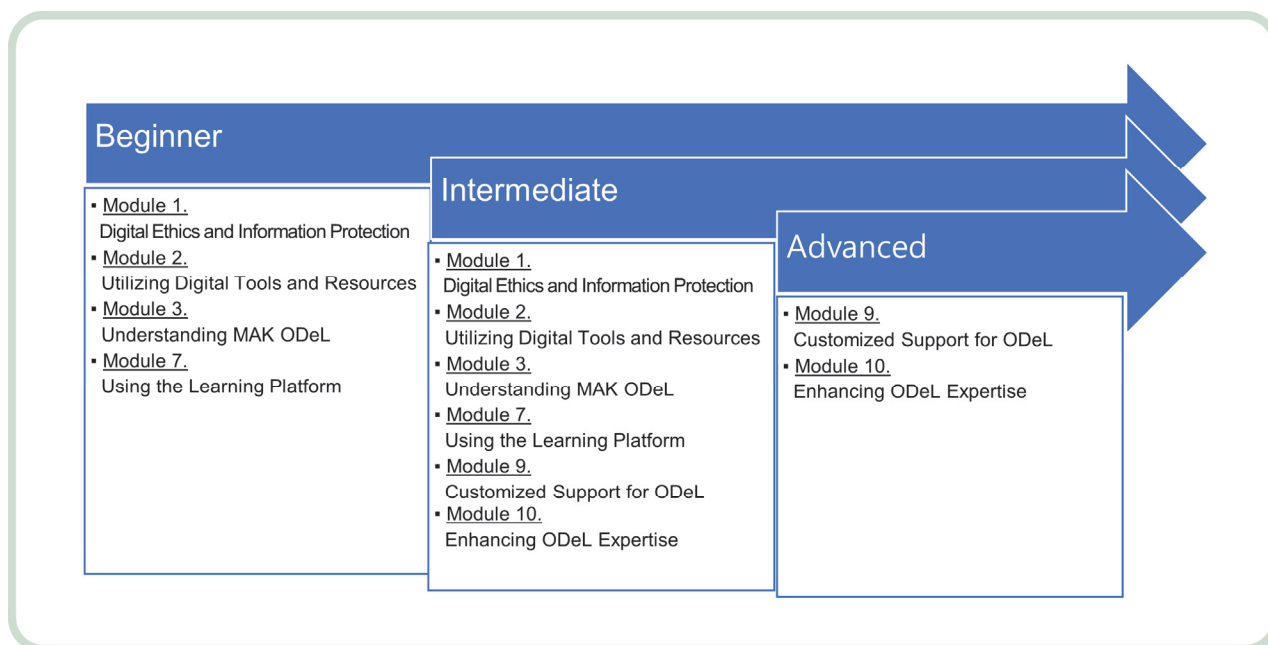 Beginner
▪ Module 1.
Digital Ethics and Information Protection
▪ Module 2.
Utilizing Digital Tools and Resources
▪ Module 3.
Understanding MAK ODeL
▪ Module 7.
Using the Learning Platform
Intermediate
▪ Module 1.
Digital Ethics and Information Protection
▪ Module 2.
Utilizing Digital Tools and Resources
▪ Module 3.
Understanding MAK ODeL
▪ Module 7.
Using the Learning Platform
▪ Module 9.
Customized Support for ODeL
▪ Module 10.
Enhancing ODeL Expertise
Advanced
▪ Module 9.
Customized Support for ODeL
▪ Module 10.
Enhancing ODeL Expertise